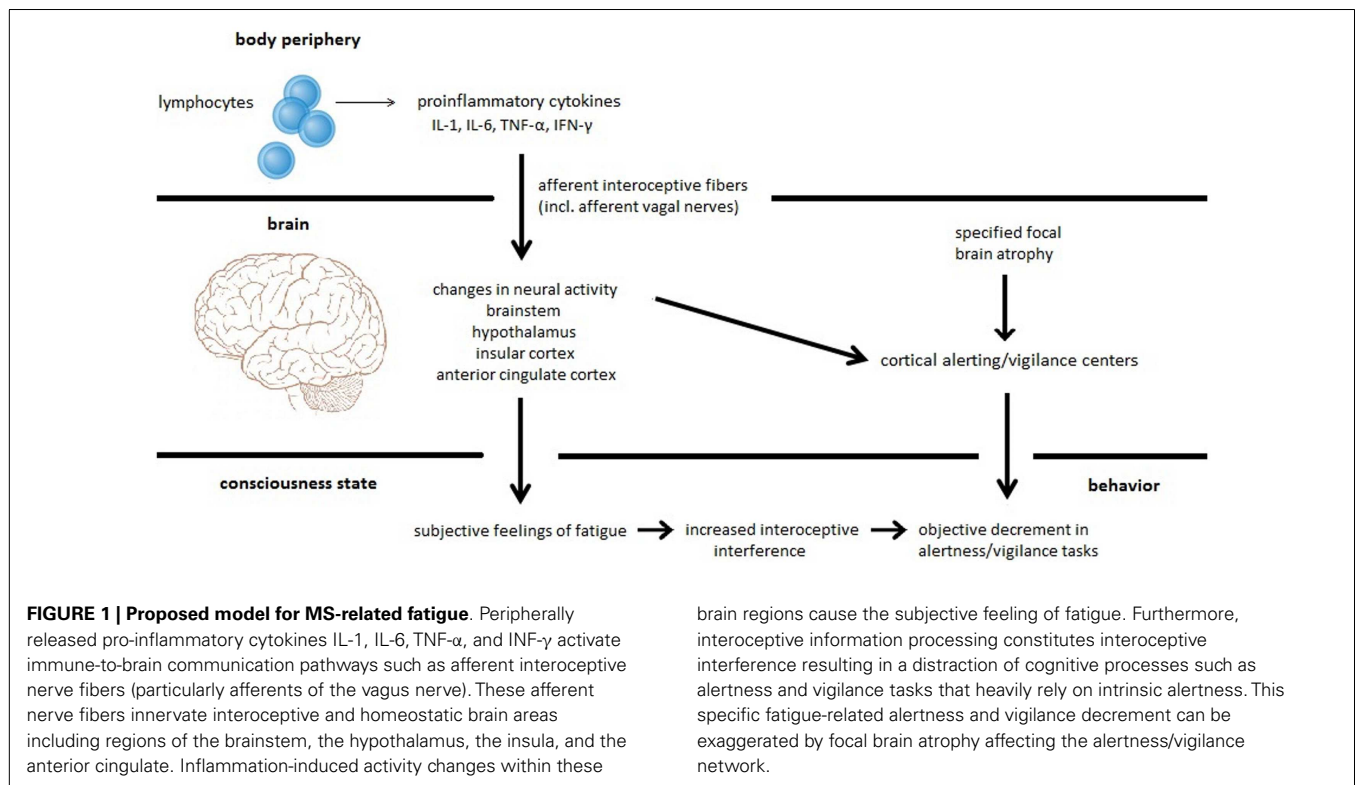 body periphery
lymphocytes
proinflammatory cytokines
IL-1, IL-6, TNF-α, IFN-γ
afferent interoceptive fibers
(incl. afferent vagal nerves)
brain
specified focal
brain atrophy
changes in neural activity
brainstem
hypothalamus
insular cortex
anterior cingulate cortex
cortical alerting/vigilance centers
consciousness state
behavior
subjective feelings of fatigue
increased interoceptive
interference
objective decrement in
alertness/vigilance tasks
FIGURE 1 | Proposed model for MS-related fatigue. Peripherally
released pro-inflammatory cytokines IL-1, IL-6, TNF-α, and INF-γ activate
immune-to-brain communication pathways such as afferent interoceptive
nerve fibers (particularly afferents of the vagus nerve). These afferent
nerve fibers innervate interoceptive and homeostatic brain areas
including regions of the brainstem, the hypothalamus, the insula, and the
anterior cingulate. Inflammation-induced activity changes within these
brain regions cause the subjective feeling of fatigue. Furthermore,
interoceptive information processing constitutes interoceptive
interference resulting in a distraction of cognitive processes such as
alertness and vigilance tasks that heavily rely on intrinsic alertness. This
specific fatigue-related alertness and vigilance decrement can be
exaggerated by focal brain atrophy affecting the alertness/vigilance
network.